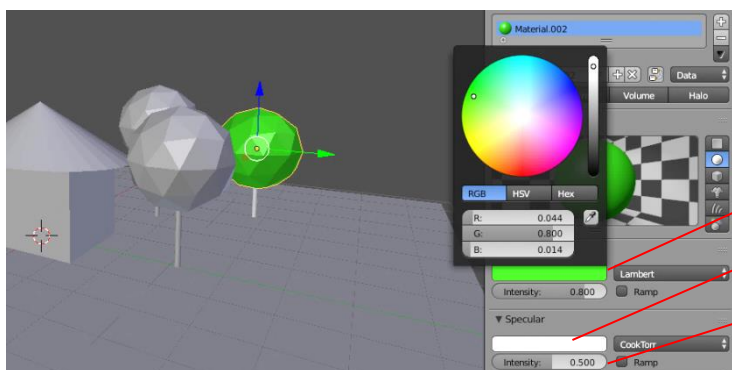 Material.002
Data
Volume Halo
RGB HSV Hex
R: 0.044
G: 0.800
B: 0.014
Lambert
Intensity: 0.800 Ramp
Specular
CookTorr
Intensity: 0.500 Ramp